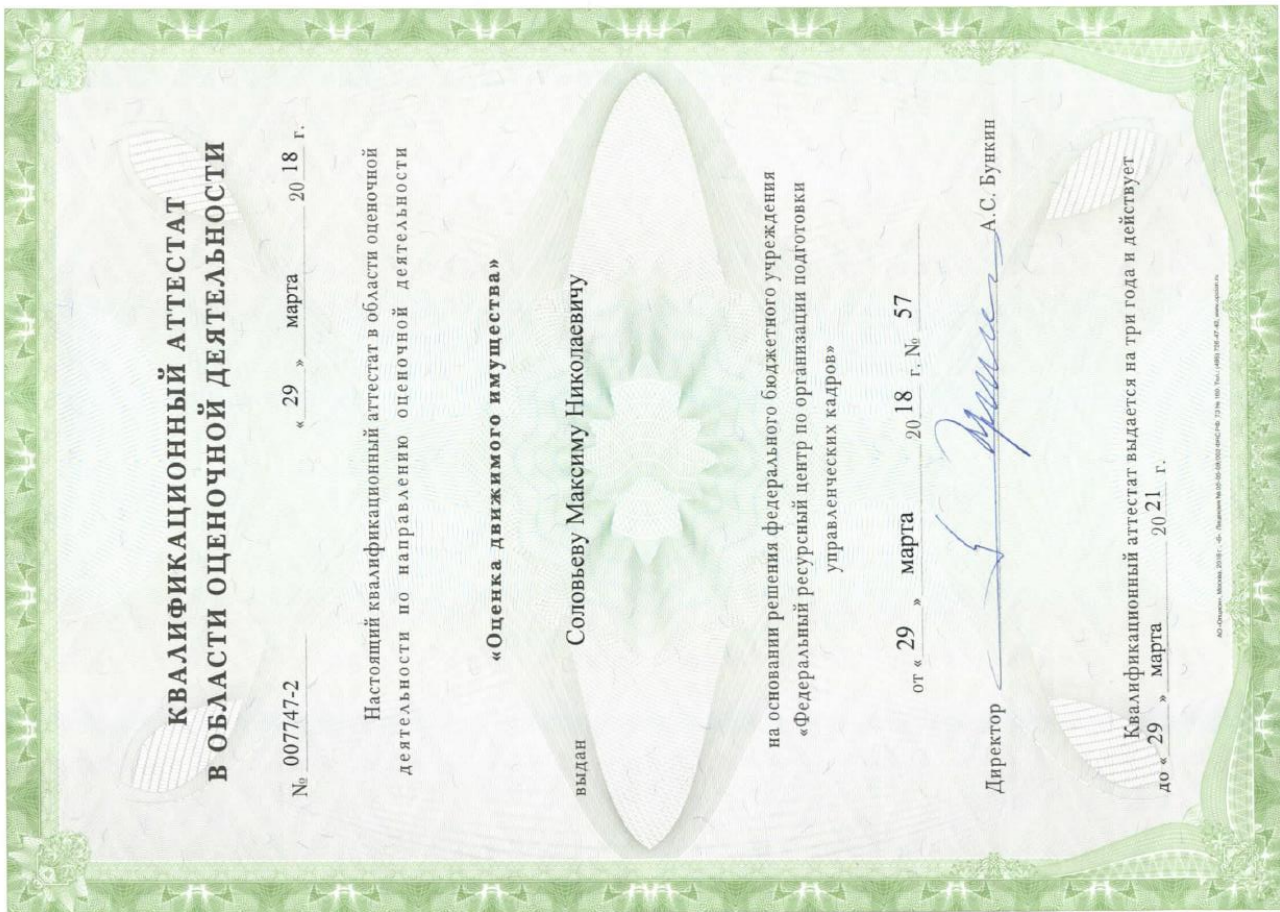 КВАЛИФИКАЦИОННЫЙ АТТЕСТАТ
В ОБЛАСТИ ОЦЕНОЧНОЙ ДЕЯТЕЛЬНОСТИ
№ 007747-2 « 29 » марта 20 18 г.
Настоящий квалификационный аттестат в области оценочной
деятельности по направлению оценочной деятельности
«Оценка движимого имущества»
выдан Соловьеву Максиму Николаевичу
на основании решения федерального бюджетного учреждения
«Федеральный ресурсный центр по организации подготовки
управленческих кадров»
от « 29 » марта 20 18 г. № 57
Директор А.С. Бункин
Квалификационный аттестат выдается на три года и действует
до « 29 » марта 20 21 г.